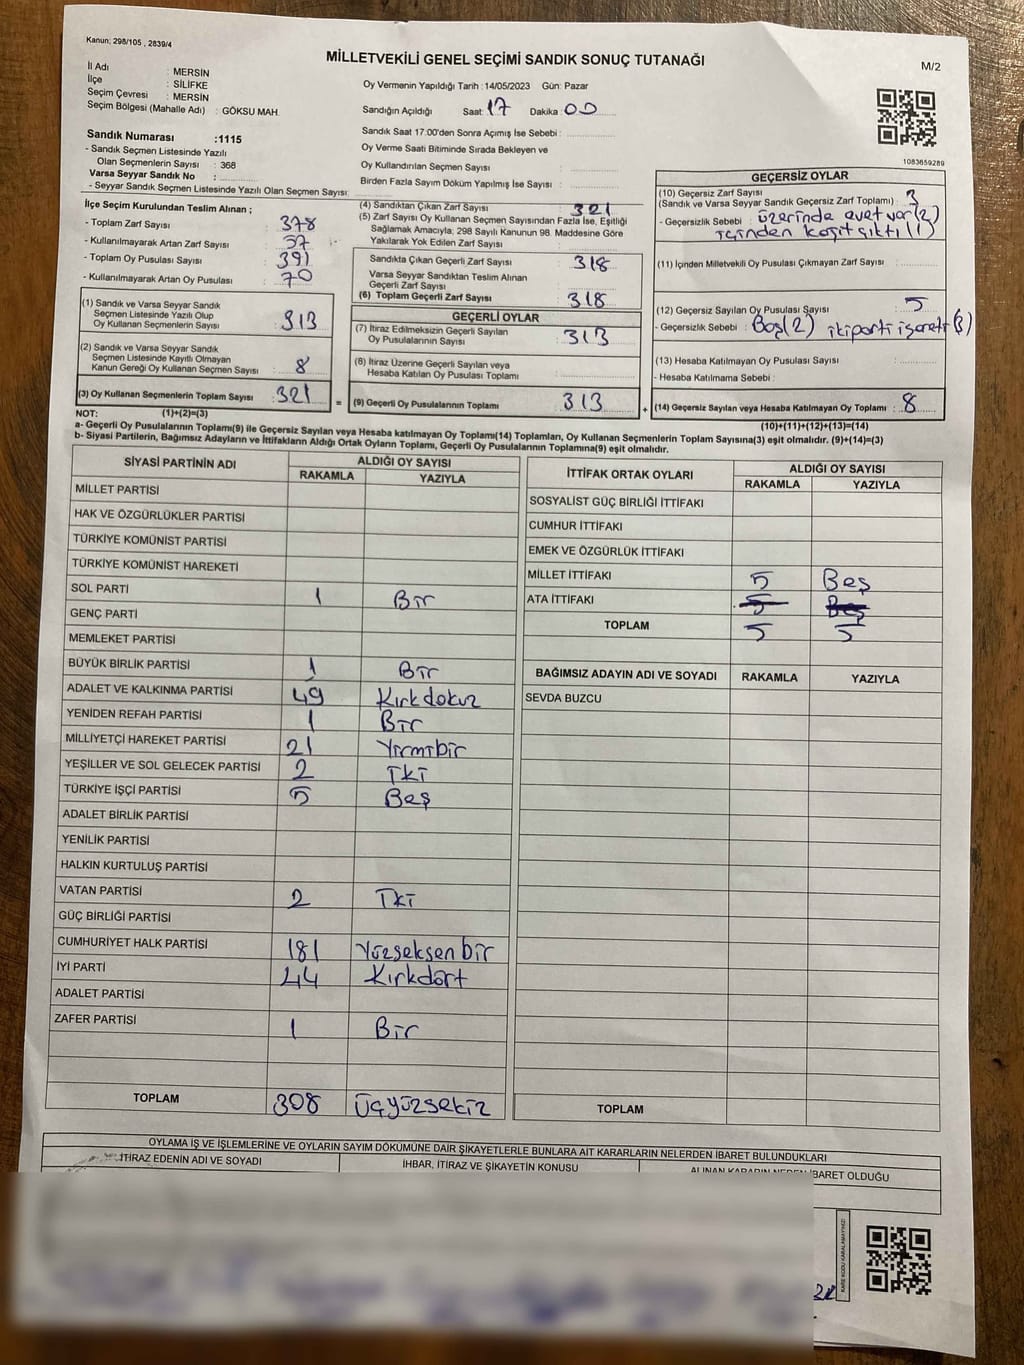 Kanun; 298/105 , 2839/4
MİLLETVEKİLİ GENEL SEÇİMİ SANDIK SONUÇ TUTANAĞI
M/2
İl Adı : MERSİN
İlçe : SİLİFKE
Seçim Çevresi : MERSİN
Seçim Bölgesi (Mahalle Adı) : GÖKSU MAH.
Sandık Numarası :1115
- Sandık Seçmen Listesinde Yazılı
Olan Seçmenlerin Sayısı : 368
Varsa Seyyar Sandık No :
- Seyyar Sandık Seçmen Listesinde Yazılı Olan Seçmen Sayısı:
Oy Vermenin Yapıldığı Tarih : 14/05/2023 Gün: Pazar
Sandığın Açıldığı Saat: 17 Dakika : 00
Sandık Saat 17:00'den Sonra Açımış İse Sebebi :
Oy Verme Saati Bitiminde Sırada Bekleyen ve
Oy Kullandırılan Seçmen Sayısı :
Birden Fazla Sayım Döküm Yapılmış İse Sayısı :
1083659289
İlçe Seçim Kurulundan Teslim Alınan ;
- Toplam Zarf Sayısı : 378
- Kullanılmayarak Artan Zarf Sayısı : 57
- Toplam Oy Pusulası Sayısı : 391
- Kullanılmayarak Artan Oy Pusulası : 70
(1) Sandık ve Varsa Seyyar Sandık
Seçmen Listesinde Yazılı Olup
Oy Kullanan Seçmenlerin Sayısı : 313
(2) Sandık ve Varsa Seyyar Sandık
Seçmen Listesinde Kayıtlı Olmayan
Kanun Gereği Oy Kullanan Seçmen Sayısı : 8
(3) Oy Kullanan Seçmenlerin Toplam Sayısı : 321 =
(4) Sandıktan Çıkan Zarf Sayısı : 321
(5) Zarf Sayısı Oy Kullanan Seçmen Sayısından Fazla İse, Eşitliği
Sağlamak Amacıyla; 298 Sayılı Kanunun 98. Maddesine Göre
Yakılarak Yok Edilen Zarf Sayısı :
Sandıkta Çıkan Geçerli Zarf Sayısı : 318
Varsa Seyyar Sandıktan Teslim Alınan
Geçerli Zarf Sayısı :
(6) Toplam Geçerli Zarf Sayısı : 318
GEÇERLİ OYLAR
(7) İtiraz Edilmeksizin Geçerli Sayılan
Oy Pusulalarının Sayısı : 313
(8) İtiraz Üzerine Geçerli Sayılan veya
Hesaba Katılan Oy Pusulası Toplamı :
(9) Geçerli Oy Pusulalarının Toplamı : 313 +
GEÇERSİZ OYLAR
(10) Geçersiz Zarf Sayısı
(Sandık ve Varsa Seyyar Sandık Geçersiz Zarf Toplamı) : 3
- Geçersizlik Sebebi : üzerinde evet var(2)
içinden kağıt çıktı (1)
(11) İçinden Milletvekili Oy Pusulası Çıkmayan Zarf Sayısı :
(12) Geçersiz Sayılan Oy Pusulası Sayısı : 5
- Geçersizlik Sebebi : Boş(2) iki parti işareti(3)
(13) Hesaba Katılmayan Oy Pusulası Sayısı :
- Hesaba Katılmama Sebebi :
(14) Geçersiz Sayılan veya Hesaba Katılmayan Oy Toplamı : 8
NOT: (1)+(2)=(3)
(10)+(11)+(12)+(13)=(14)
a- Geçerli Oy Pusulalarının Toplamı(9) ile Geçersiz Sayılan veya Hesaba katılmayan Oy Toplamı(14) Toplamları, Oy Kullanan Seçmenlerin Toplam Sayısına(3) eşit olmalıdır. (9)+(14)=(3)
b- Siyasi Partilerin, Bağımsız Adayların ve İttifakların Aldığı Ortak Oyların Toplamı, Geçerli Oy Pusulalarının Toplamına(9) eşit olmalıdır.
SİYASİ PARTİNİN ADI ALDIĞI OY SAYISI
RAKAMLA YAZIYLA
MİLLET PARTİSİ
HAK VE ÖZGÜRLÜKLER PARTİSİ
TÜRKİYE KOMÜNİST PARTİSİ
TÜRKİYE KOMÜNİST HAREKETİ
SOL PARTİ 1 Bir
GENÇ PARTİ
MEMLEKET PARTİSİ
BÜYÜK BİRLİK PARTİSİ 1 Bir
ADALET VE KALKINMA PARTİSİ 49 Kırkdokuz
YENİDEN REFAH PARTİSİ 1 Bir
MİLLİYETÇİ HAREKET PARTİSİ 21 Yirmibir
YEŞİLLER VE SOL GELECEK PARTİSİ 2 İki
TÜRKİYE İŞÇİ PARTİSİ 5 Beş
ADALET BİRLİK PARTİSİ
YENİLİK PARTİSİ
HALKIN KURTULUŞ PARTİSİ
VATAN PARTİSİ 2 İki
GÜÇ BİRLİĞİ PARTİSİ
CUMHURİYET HALK PARTİSİ 181 Yüzseksen bir
İYİ PARTİ 44 Kırkdört
ADALET PARTİSİ
ZAFER PARTİSİ 1 Bir
TOPLAM 308 Üçyüzsekiz
İTTİFAK ORTAK OYLARI ALDIĞI OY SAYISI
RAKAMLA YAZIYLA
SOSYALİST GÜÇ BİRLİĞİ İTTİFAKI
CUMHUR İTTİFAKI
EMEK VE ÖZGÜRLÜK İTTİFAKI
MİLLET İTTİFAKI 5 Beş
ATA İTTİFAKI 5 Beş
TOPLAM 5 5
BAĞIMSIZ ADAYIN ADI VE SOYADI RAKAMLA YAZIYLA
SEVDA BUZCU
TOPLAM
OYLAMA İŞ VE İŞLEMLERİNE VE OYLARIN SAYIM DÖKÜMÜNE DAİR ŞİKAYETLERLE BUNLARA AİT KARARLARIN NELERDEN İBARET BULUNDUKLARI
İTİRAZ EDENİN ADI VE SOYADI İHBAR, İTİRAZ VE ŞİKAYETİN KONUSU ALINAN KARARIN NEDEN İBARET OLDUĞU
KARE KODU KARALAMAYINIZ!